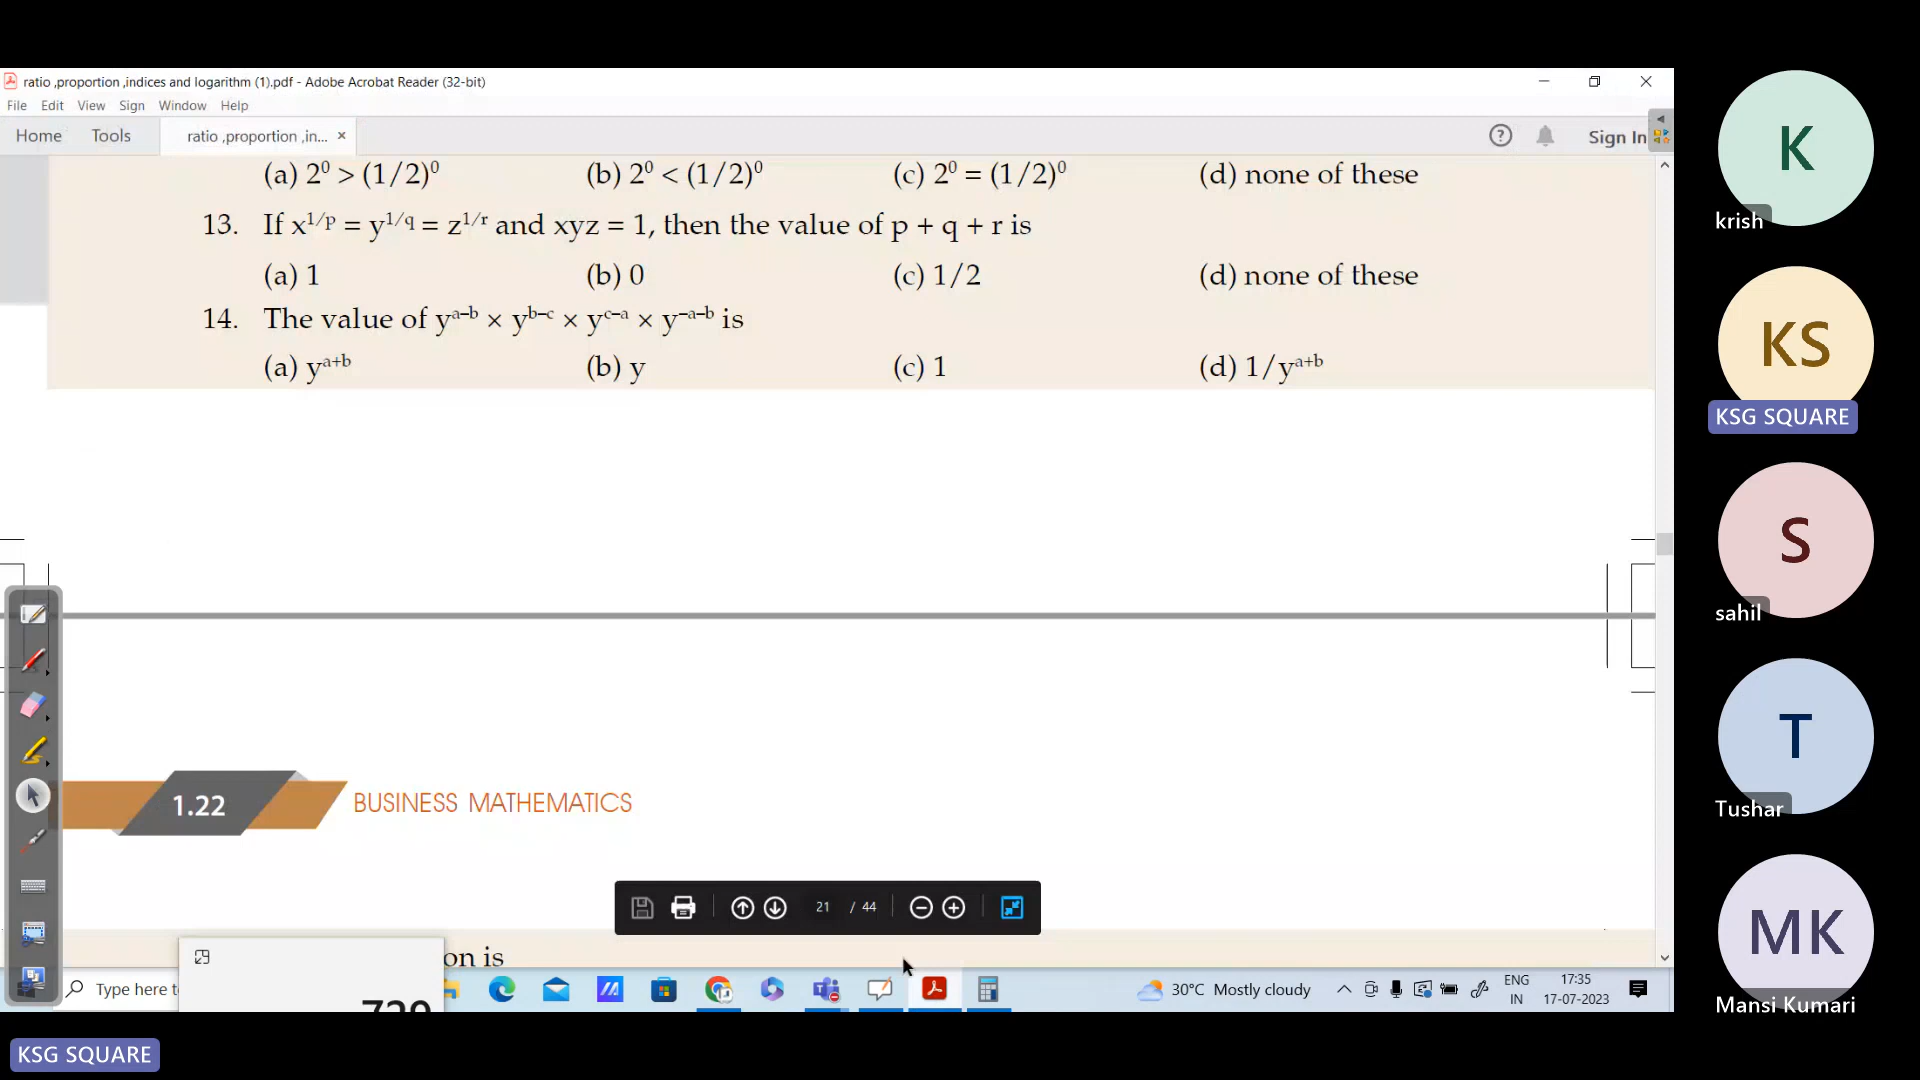 ratio ,proportion ,indices and logarithm (1).pdf - Adobe Acrobat Reader (32-bit)
File Edit View Sign Window Help
Home Tools ratio ,proportion ,in... × Sign In
(a) 2⁰ > (1/2)⁰ (b) 2⁰ < (1/2)⁰ (c) 2⁰ = (1/2)⁰ (d) none of these
13. If x^1/p = y^1/q = z^1/r and xyz = 1, then the value of p + q + r is
(a) 1 (b) 0 (c) 1/2 (d) none of these
14. The value of y^a–b × y^b–c × y^c–a × y^–a–b is
(a) y^a+b (b) y (c) 1 (d) 1/y^a+b
1.22 BUSINESS MATHEMATICS
21 / 44
on is
Type here t
729
30°C Mostly cloudy
ENG
IN
17:35
17-07-2023
K
krish
KS
KSG SQUARE
S
sahil
T
Tushar
MK
Mansi Kumari
KSG SQUARE